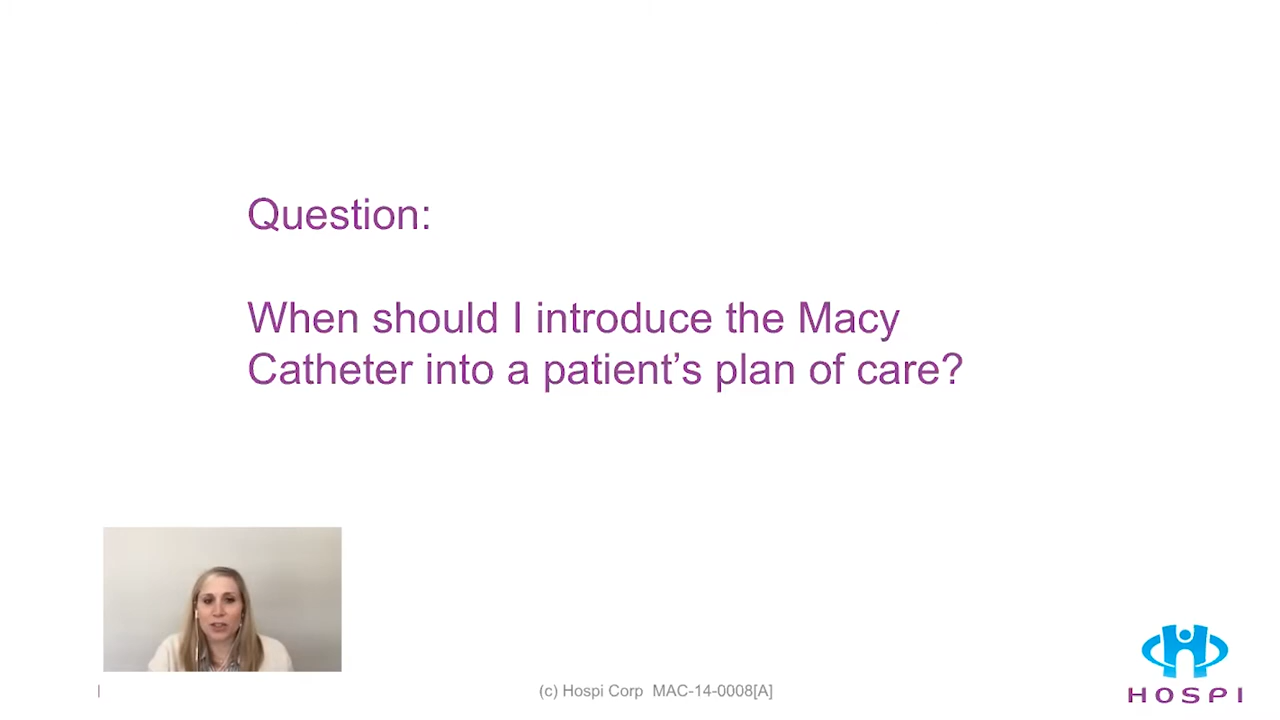 Question:
When should I introduce the Macy
Catheter into a patient’s plan of care?
(c) Hospi Corp MAC-14-0008[A]
HOSPI